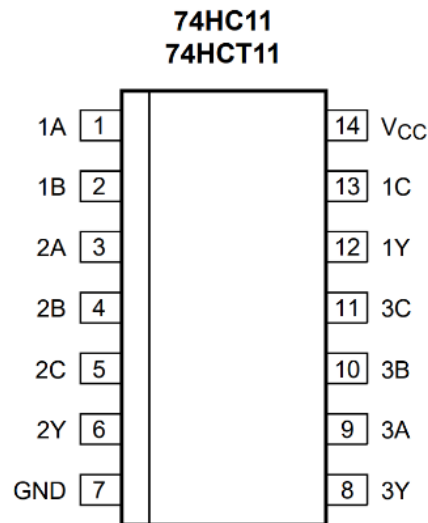 74HC11
74HCT11
1A 1 14 VCC
1B 2 13 1C
2A 3 12 1Y
2B 4 11 3C
2C 5 10 3B
2Y 6 9 3A
GND 7 8 3Y